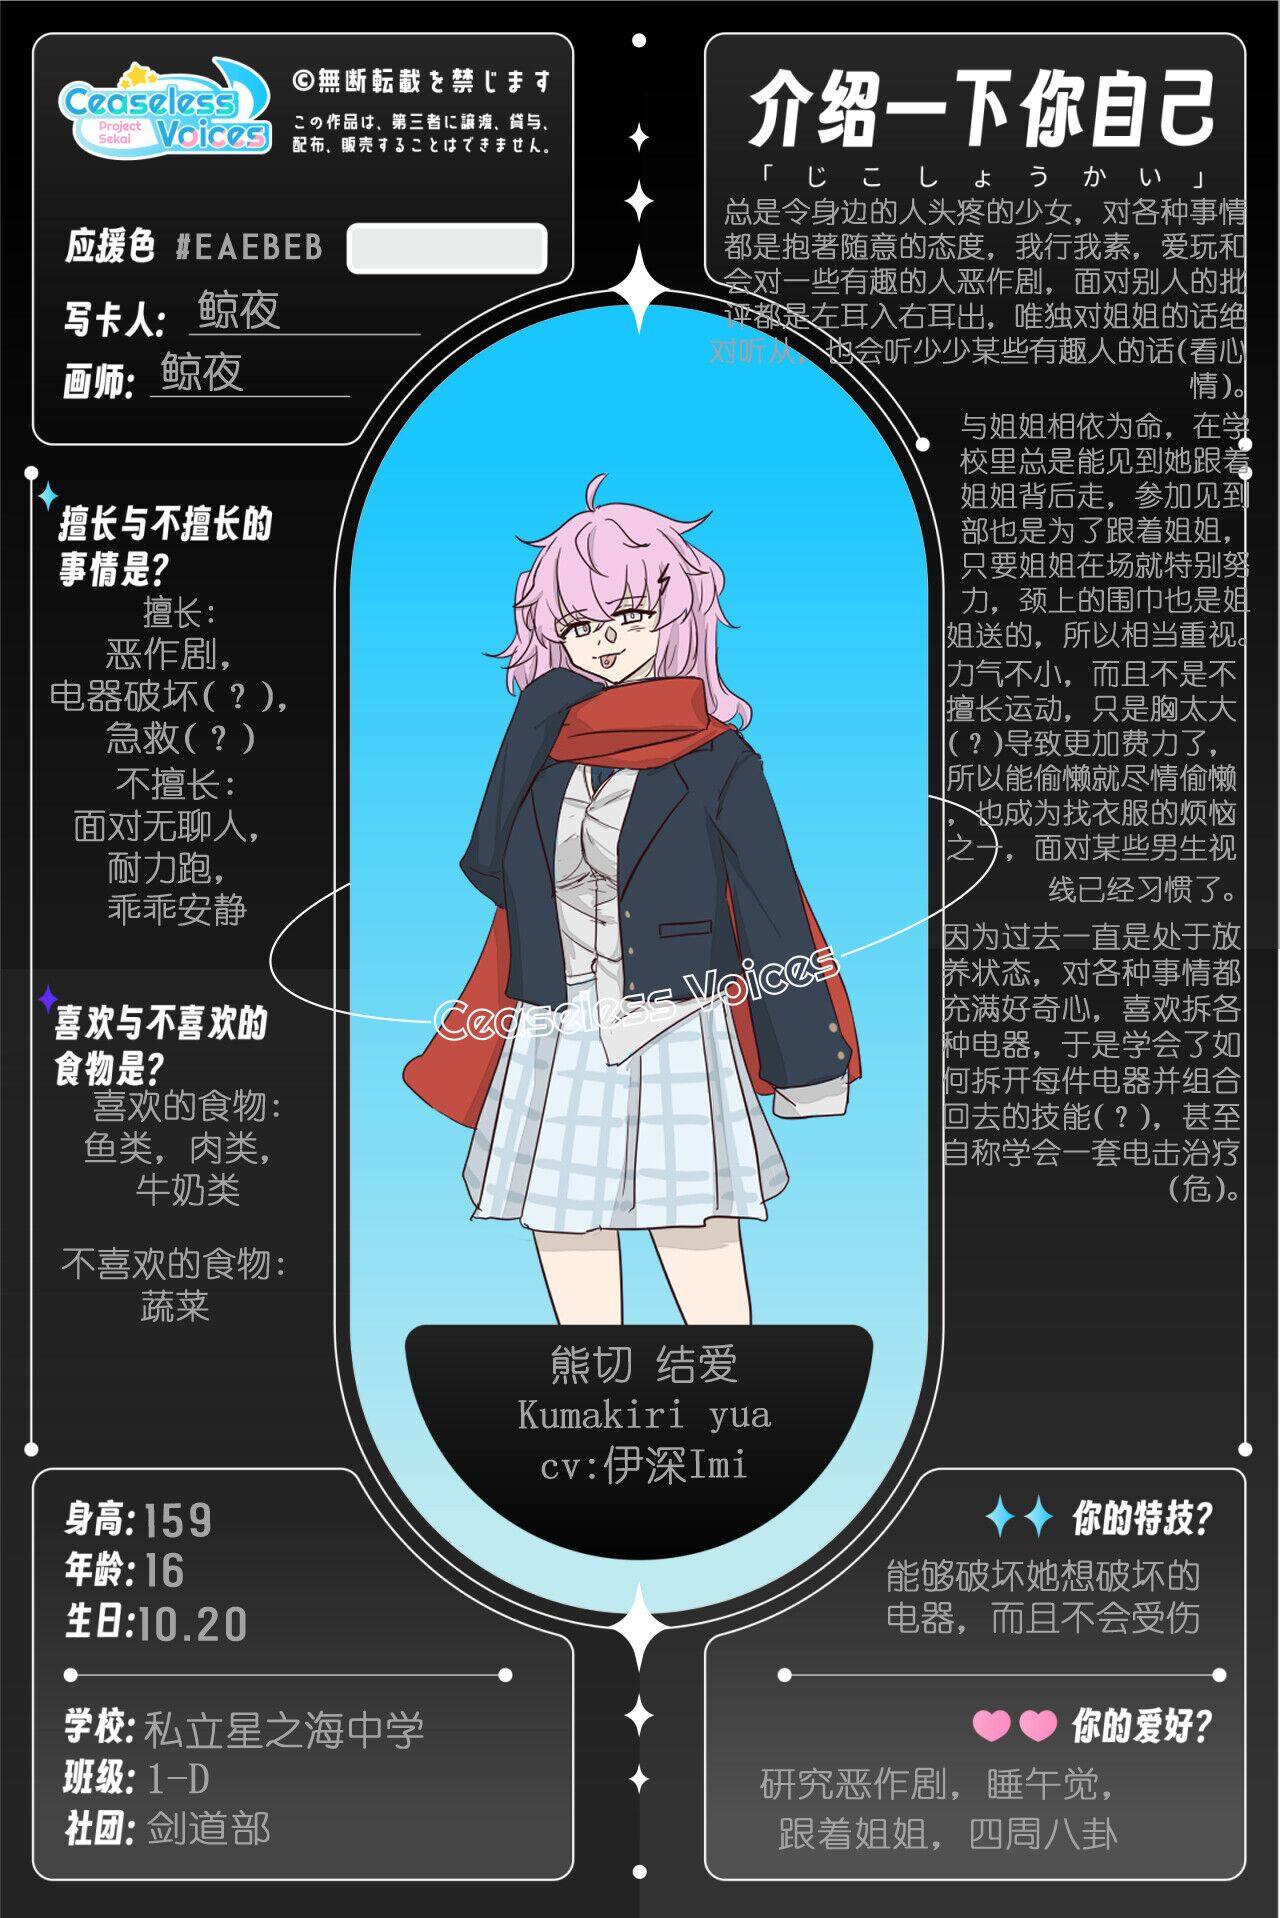 Ceaseless
Voices
Project
Sekai
©無断転載を禁じます
この作品は、第三者に譲渡、貸与、
配布、販売することはできません。
应援色 #EAEBEB
写卡人: 鲸夜
画师: 鲸夜
介绍一下你自己
「じこしょうかい」
总是令身边的人头疼的少女，对各种事情
都是抱著随意的态度，我行我素，爱玩和
会对一些有趣的人恶作剧，面对别人的批
评都是左耳入右耳出，唯独对姐姐的话绝
对听从，也会听少少某些有趣人的话(看心
情)。
与姐姐相依为命，在学
校里总是能见到她跟着
姐姐背后走，参加见到
部也是为了跟着姐姐，
只要姐姐在场就特别努
力，颈上的围巾也是姐
姐送的，所以相当重视。
力气不小，而且不是不
擅长运动，只是胸太大
(？)导致更加费力了，
所以能偷懒就尽情偷懒
，也成为找衣服的烦恼
之一，面对某些男生视
线已经习惯了。
因为过去一直是处于放
养状态，对各种事情都
充满好奇心，喜欢拆各
种电器，于是学会了如
何拆开每件电器并组合
回去的技能(？)，甚至
自称学会一套电击治疗
(危)。
擅长与不擅长的
事情是?
擅长:
恶作剧，
电器破坏(？)，
急救(？)
不擅长:
面对无聊人，
耐力跑，
乖乖安静
喜欢与不喜欢的
食物是?
喜欢的食物:
鱼类，肉类，
牛奶类
不喜欢的食物:
蔬菜
Ceaseless Voices
熊切 结爱
Kumakiri yua
cv:伊深Imi
身高:159
年龄:16
生日:10.20
学校:私立星之海中学
班级:1-D
社团:剑道部
你的特技?
能够破坏她想破坏的
电器，而且不会受伤
你的爱好?
研究恶作剧，睡午觉，
跟着姐姐，四周八卦